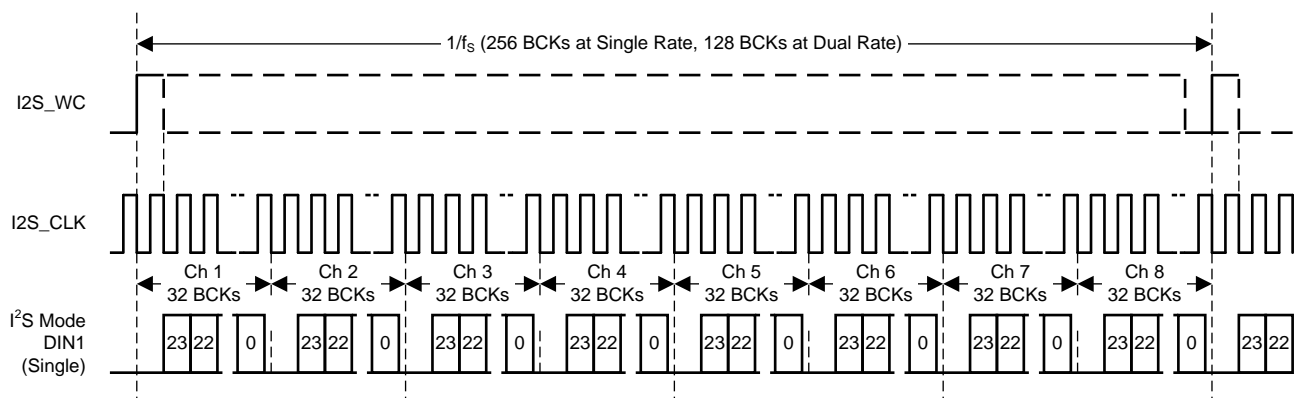 1/fS (256 BCKs at Single Rate, 128 BCKs at Dual Rate)
I2S_WC
I2S_CLK
Ch 1 Ch 2 Ch 3 Ch 4 Ch 5 Ch 6 Ch 7 Ch 8
32 BCKs 32 BCKs 32 BCKs 32 BCKs 32 BCKs 32 BCKs 32 BCKs 32 BCKs
I2S Mode
DIN1 23 22 0 23 22 0 23 22 0 23 22 0 23 22 0 23 22 0 23 22 0 23 22 0 23 22
(Single)